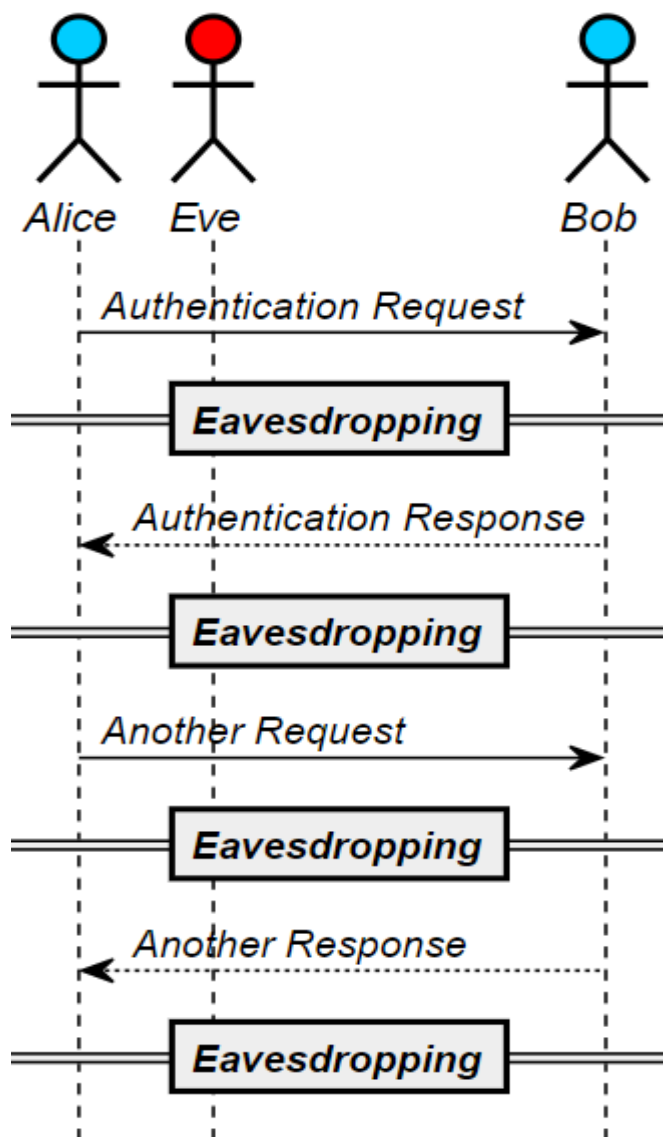 Alice Eve Bob
Authentication Request
Eavesdropping
Authentication Response
Eavesdropping
Another Request
Eavesdropping
Another Response
Eavesdropping